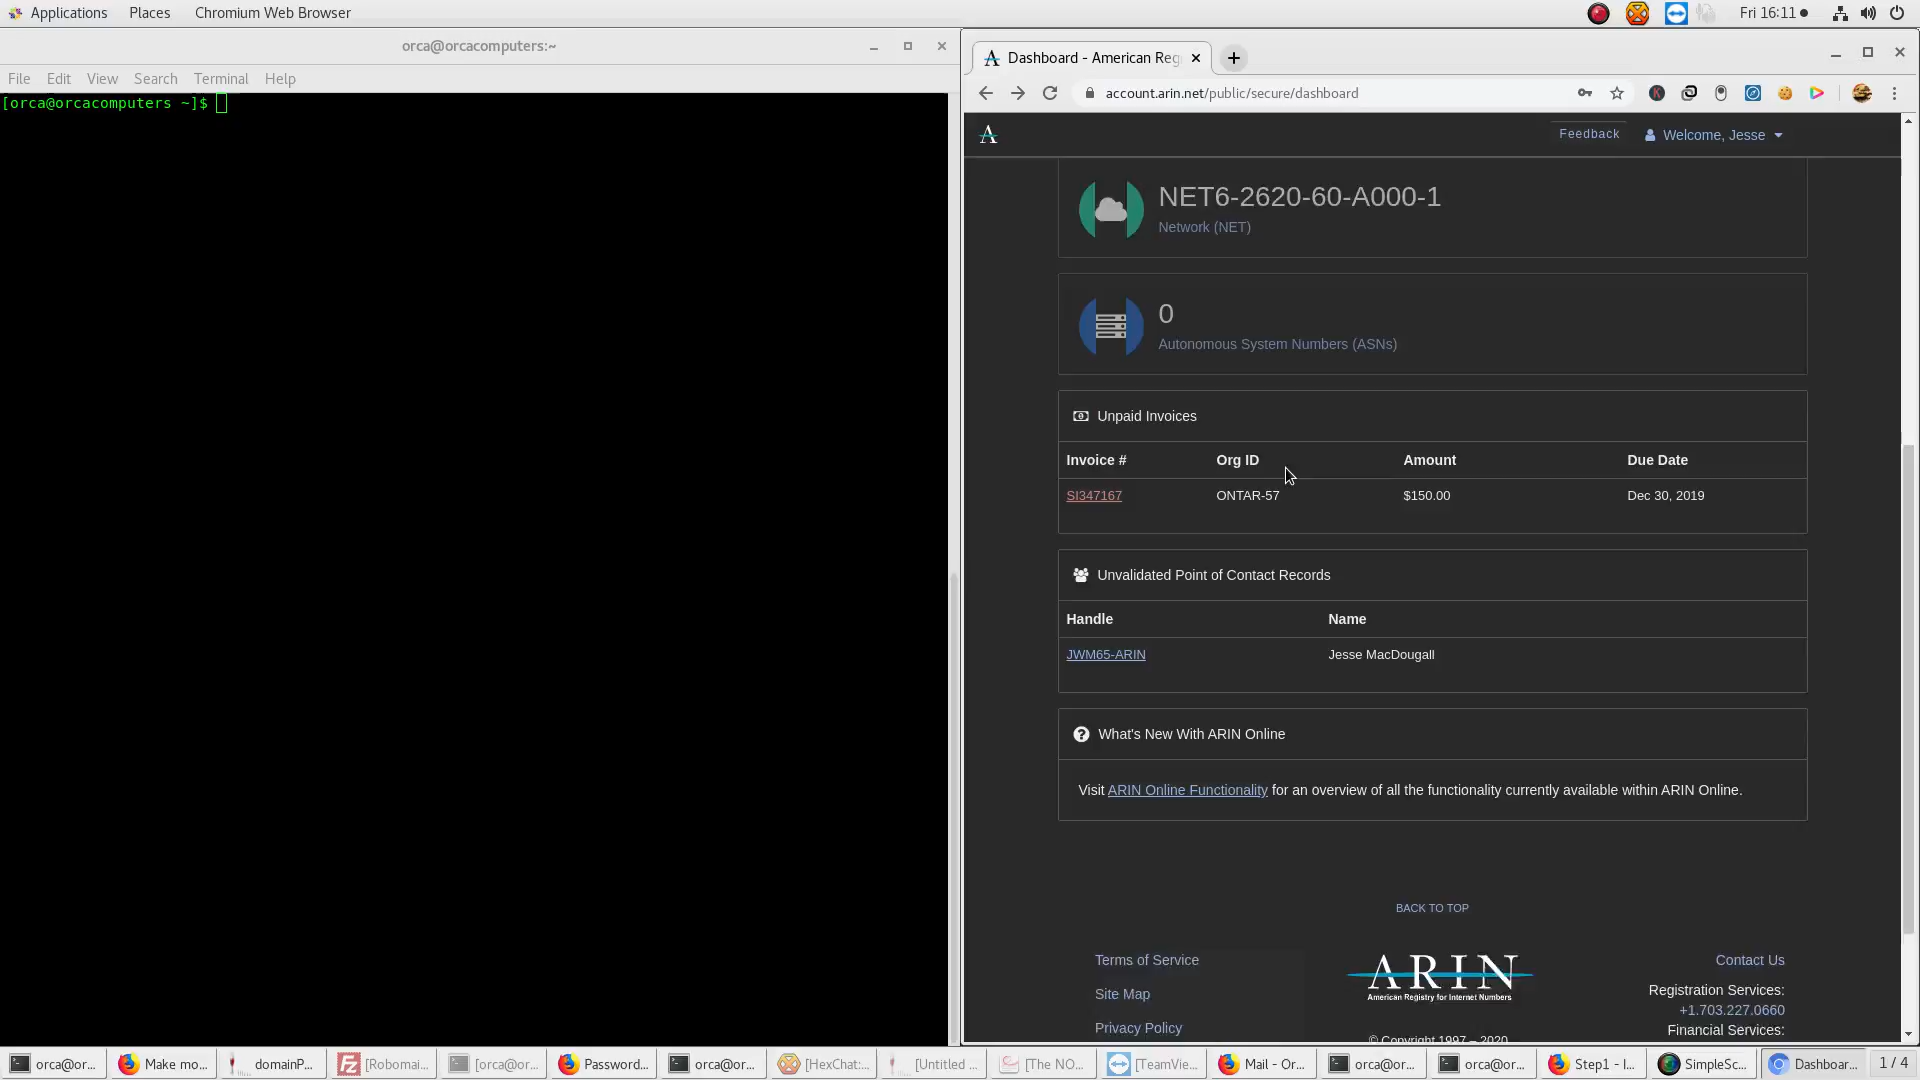 Applications Places Chromium Web Browser Fri 16:11
orca@orcacomputers:~
File Edit View Search Terminal Help
[orca@orcacomputers ~]$
Dashboard - American Reg
account.arin.net/public/secure/dashboard
Feedback Welcome, Jesse
NET6-2620-60-A000-1
Network (NET)
0
Autonomous System Numbers (ASNs)
Unpaid Invoices
Invoice # Org ID Amount Due Date
SI347167 ONTAR-57 $150.00 Dec 30, 2019
Unvalidated Point of Contact Records
Handle Name
JWM65-ARIN Jesse MacDougall
What's New With ARIN Online
Visit ARIN Online Functionality for an overview of all the functionality currently available within ARIN Online.
BACK TO TOP
Terms of Service
Site Map
Privacy Policy
ARIN
American Registry for Internet Numbers
© Copyright 1997 – 2020
Contact Us
Registration Services:
+1.703.227.0660
Financial Services:
orca@or... Make mo... domainP... [Robomai... [orca@or... Password... orca@or... [HexChat:... [Untitled ... [The NO... [TeamVie... Mail - Or... orca@or... orca@or... Step1 - I... SimpleSc... Dashboar... 1 / 4